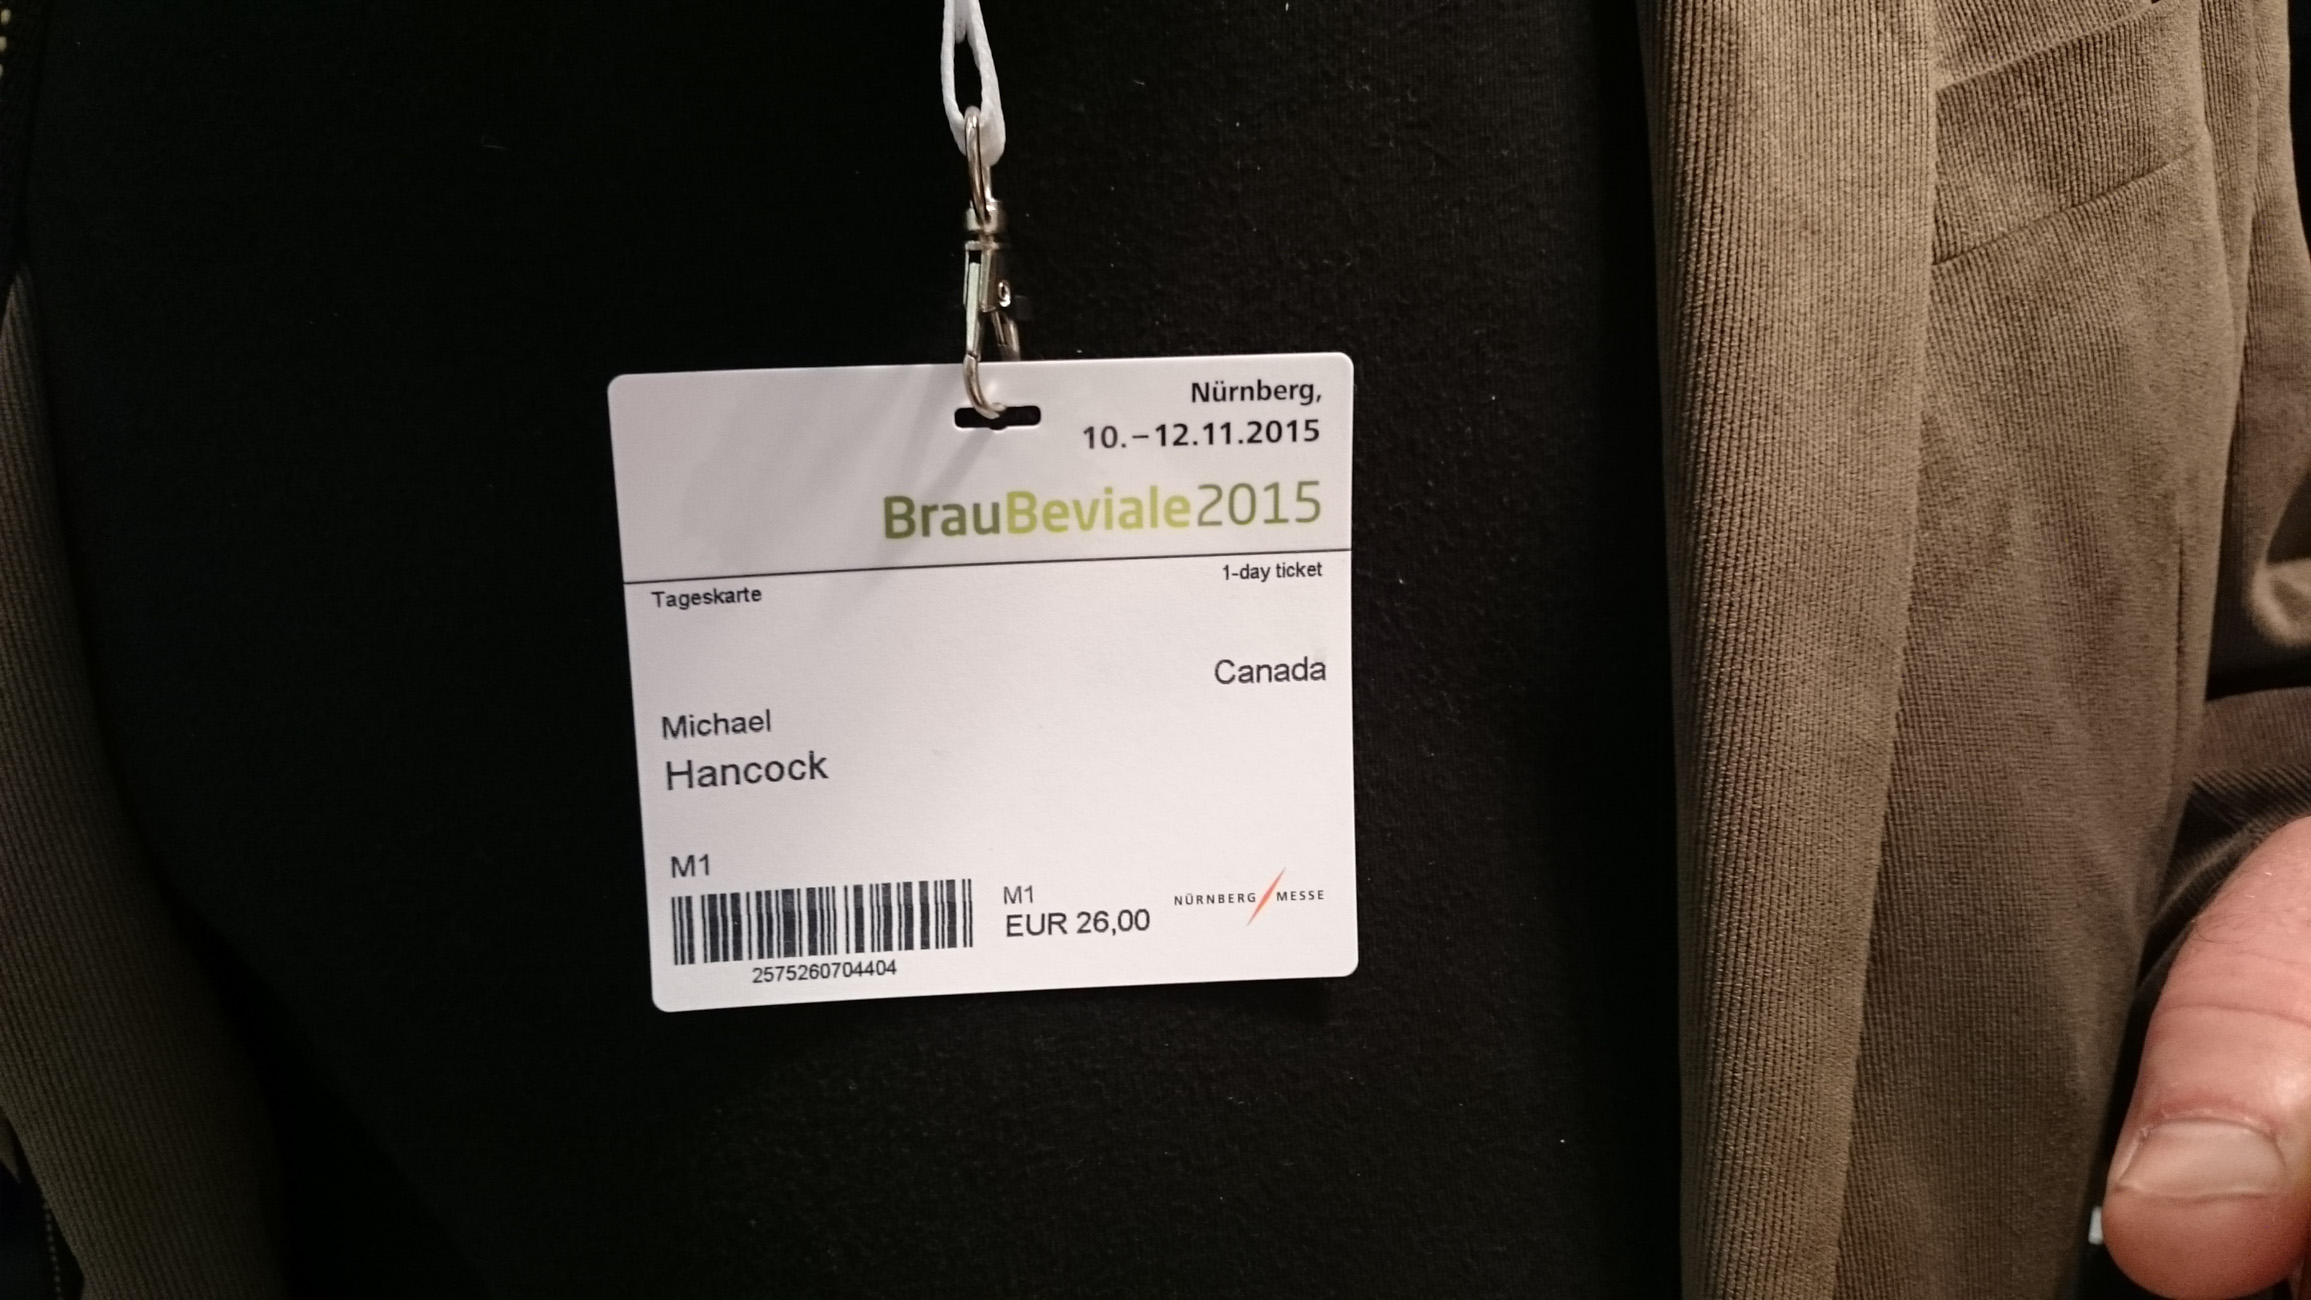 Nürnberg,
10.–12.11.2015
BrauBeviale2015
Tageskarte 1-day ticket
Canada
Michael
Hancock
M1
M1
EUR 26,00
NÜRNBERG MESSE
2575260704404